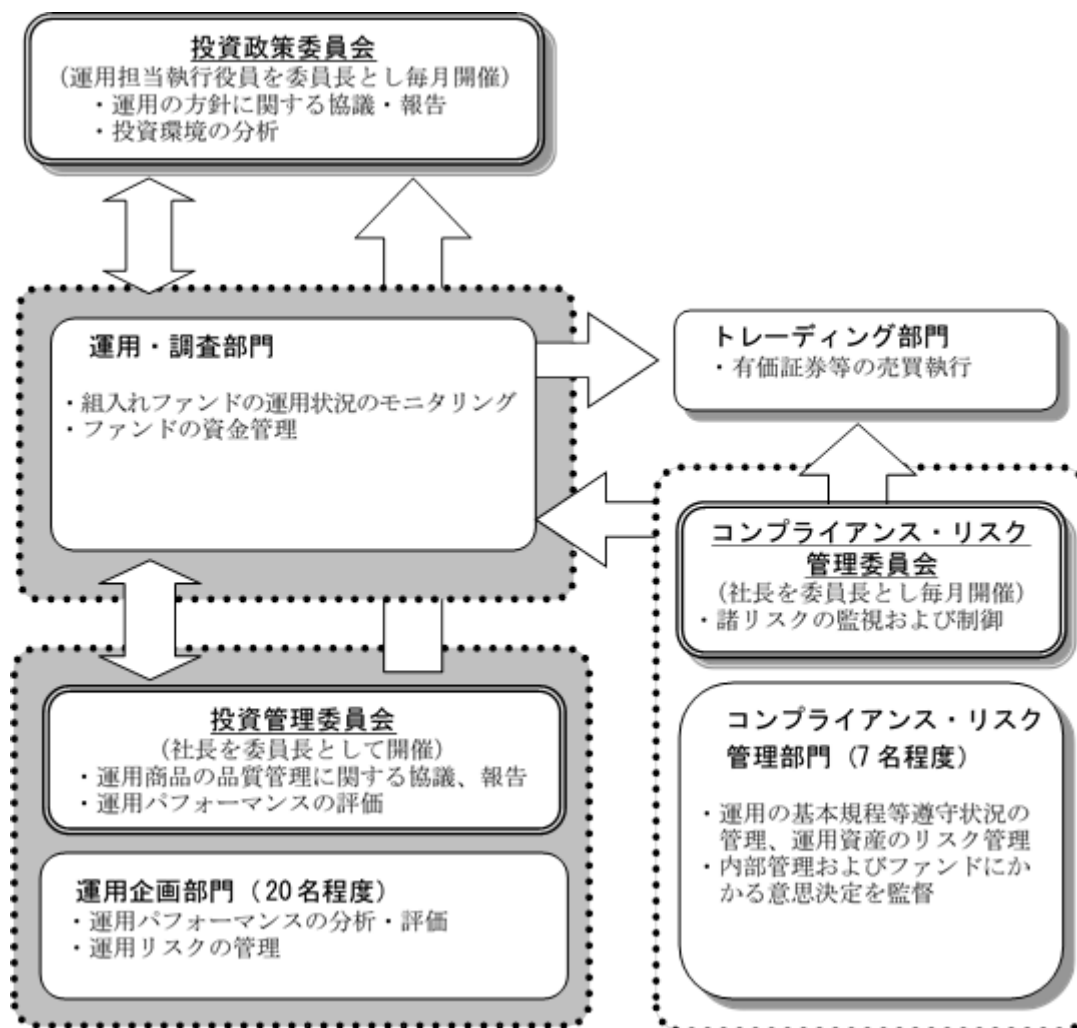 投資政策委員会
(運用担当執行役員を委員長とし毎月開催)
・運用の方針に関する協議・報告
・投資環境の分析
運用・調査部門
・組入れファンドの運用状況のモニタリング
・ファンドの資金管理
トレーディング部門
・有価証券等の売買執行
コンプライアンス・リスク
管理委員会
(社長を委員長とし毎月開催)
・諸リスクの監視および制御
投資管理委員会
(社長を委員長として開催)
・運用商品の品質管理に関する協議、報告
・運用パフォーマンスの評価
運用企画部門(20名程度)
・運用パフォーマンスの分析・評価
・運用リスクの管理
コンプライアンス・リスク
管理部門(7名程度)
・運用の基本規程等遵守状況の
管理、運用資産のリスク管理
・内部管理およびファンドにか
かる意思決定を監督